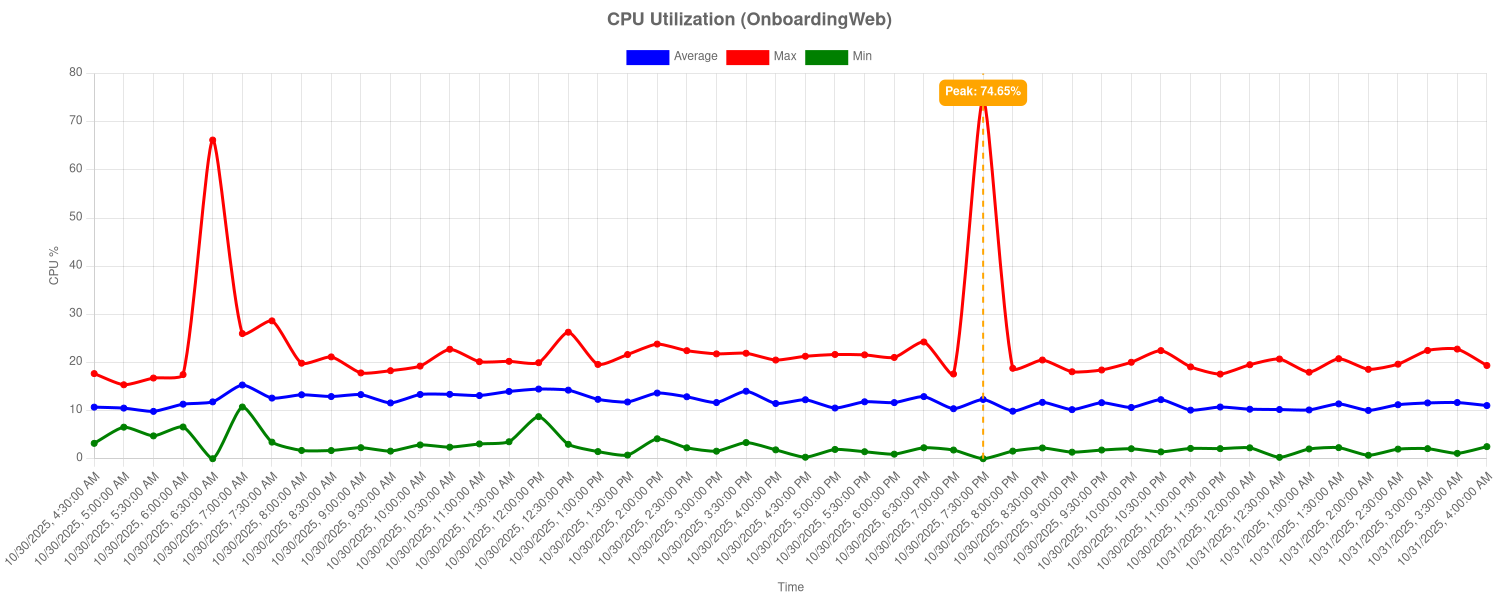 CPU Utilization (OnboardingWeb)
Average Max Min
Peak: 74.65%
80
70
60
50
40
30
20
10
0
CPU %
10/30/2025, 4:30:00 AM
10/30/2025, 5:00:00 AM
10/30/2025, 5:30:00 AM
10/30/2025, 6:00:00 AM
10/30/2025, 6:30:00 AM
10/30/2025, 7:00:00 AM
10/30/2025, 7:30:00 AM
10/30/2025, 8:00:00 AM
10/30/2025, 8:30:00 AM
10/30/2025, 9:00:00 AM
10/30/2025, 9:30:00 AM
10/30/2025, 10:00:00 AM
10/30/2025, 10:30:00 AM
10/30/2025, 11:00:00 AM
10/30/2025, 11:30:00 AM
10/30/2025, 12:00:00 PM
10/30/2025, 12:30:00 PM
10/30/2025, 1:00:00 PM
10/30/2025, 1:30:00 PM
10/30/2025, 2:00:00 PM
10/30/2025, 2:30:00 PM
10/30/2025, 3:00:00 PM
10/30/2025, 3:30:00 PM
10/30/2025, 4:00:00 PM
10/30/2025, 4:30:00 PM
10/30/2025, 5:00:00 PM
10/30/2025, 5:30:00 PM
10/30/2025, 6:00:00 PM
10/30/2025, 6:30:00 PM
10/30/2025, 7:00:00 PM
10/30/2025, 7:30:00 PM
10/30/2025, 8:00:00 PM
10/30/2025, 8:30:00 PM
10/30/2025, 9:00:00 PM
10/30/2025, 9:30:00 PM
10/30/2025, 10:00:00 PM
10/30/2025, 10:30:00 PM
10/30/2025, 11:00:00 PM
10/30/2025, 11:30:00 PM
10/31/2025, 12:00:00 AM
10/31/2025, 12:30:00 AM
10/31/2025, 1:00:00 AM
10/31/2025, 1:30:00 AM
10/31/2025, 2:00:00 AM
10/31/2025, 2:30:00 AM
10/31/2025, 3:00:00 AM
10/31/2025, 3:30:00 AM
10/31/2025, 4:00:00 AM
Time